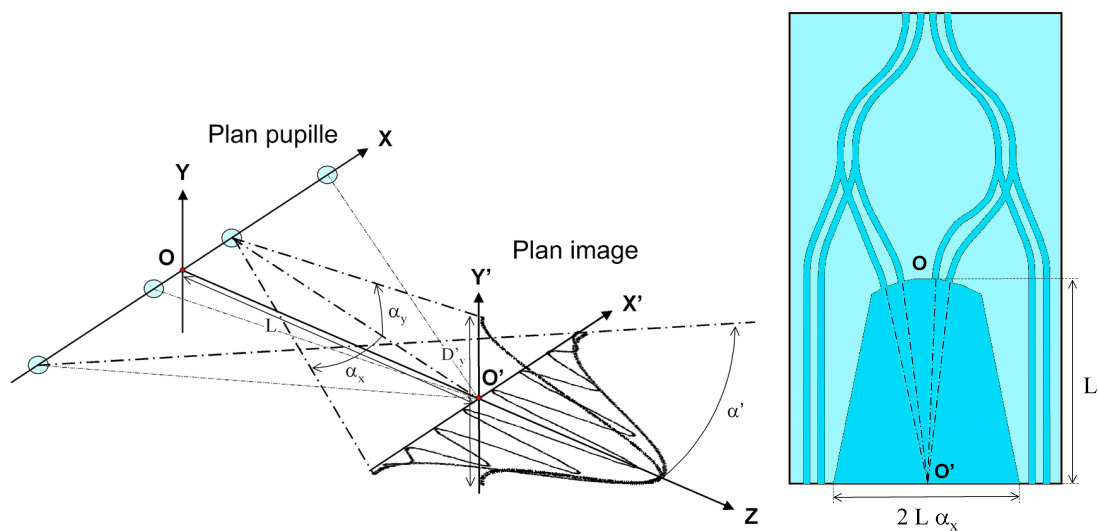 Plan pupille
X
Y
O
Plan image
Y'
X'
α_y
L
D'_y
α_x
O'
α'
Z
O
L
O'
2 L α_x